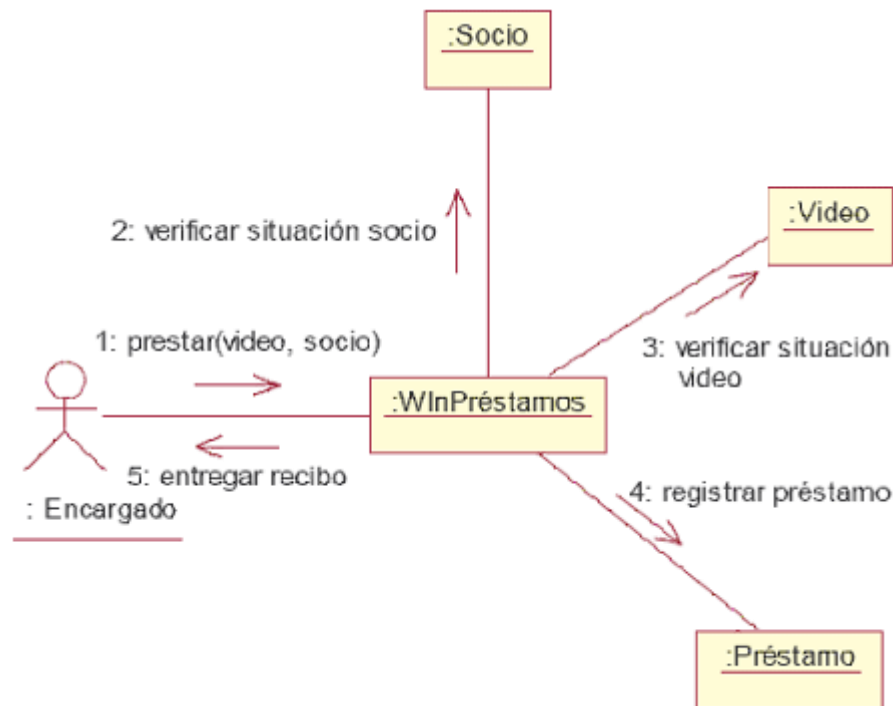 :Socio
2: verificar situación socio
:Video
1: prestar(video, socio)
3: verificar situación
video
:WInPréstamos
5: entregar recibo
4: registrar préstamo
: Encargado
:Préstamo